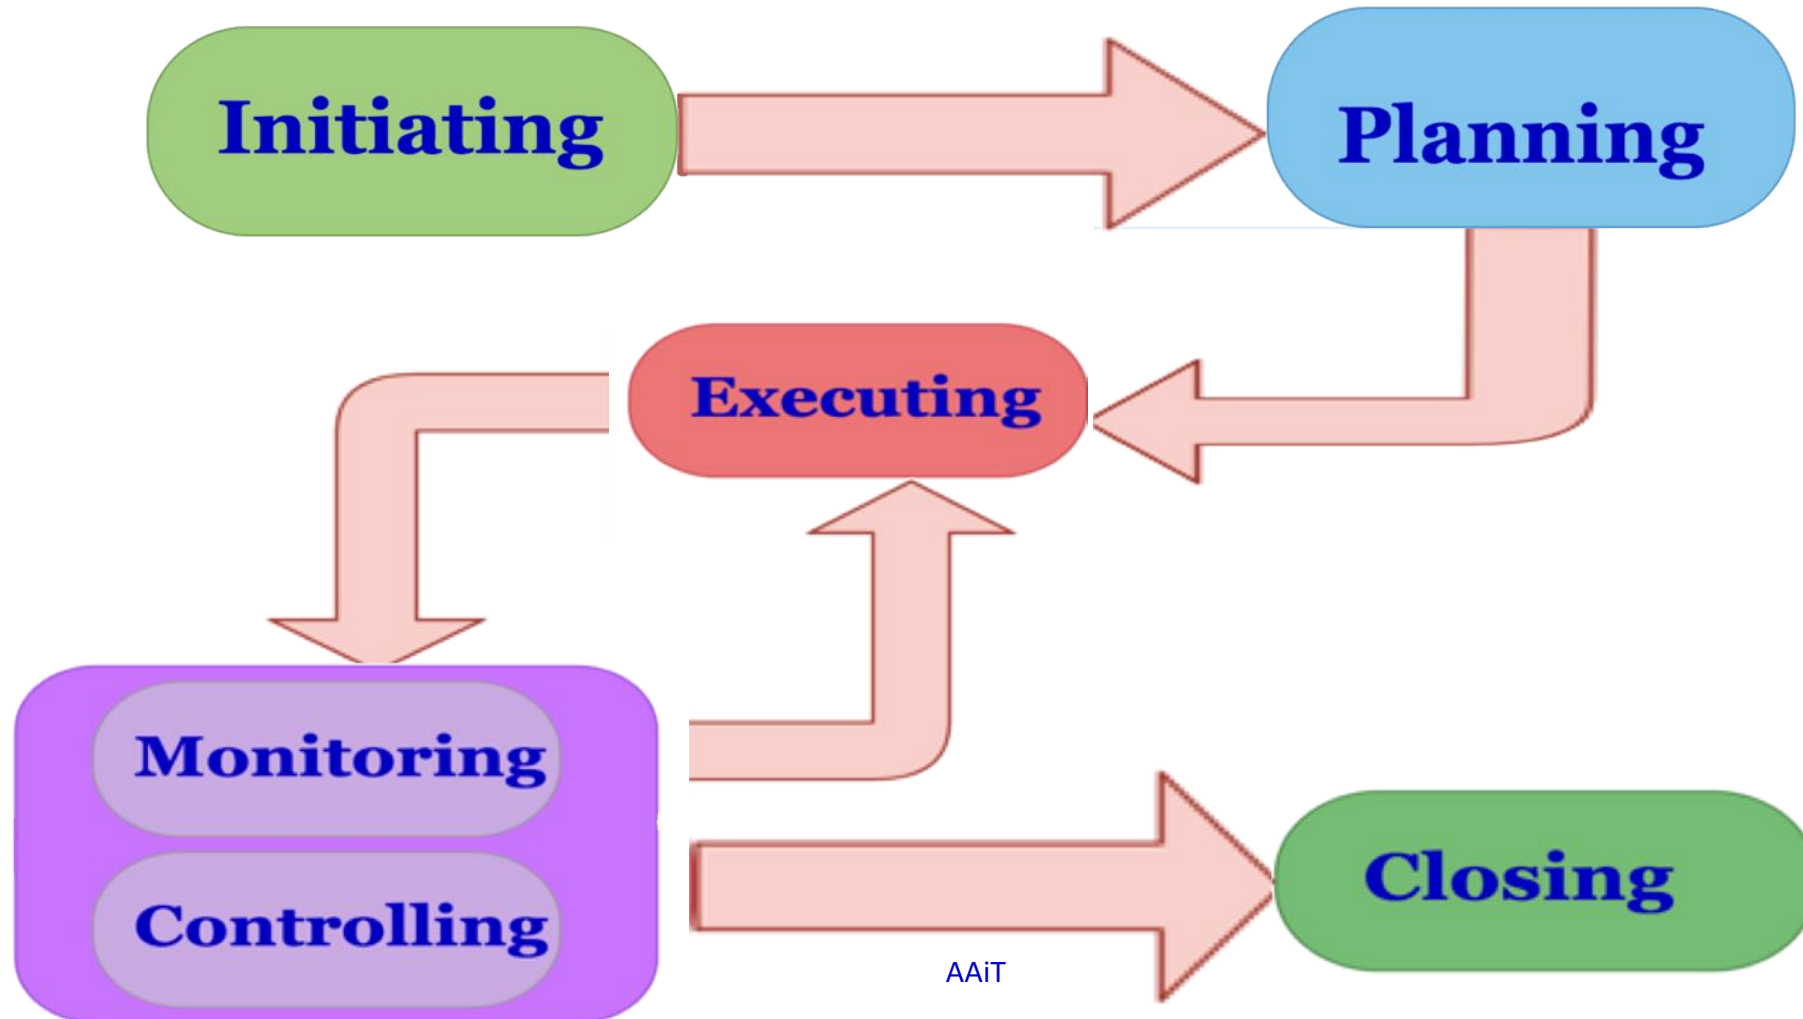 Initiating
Planning
Executing
Monitoring
Controlling
Closing
AAiT